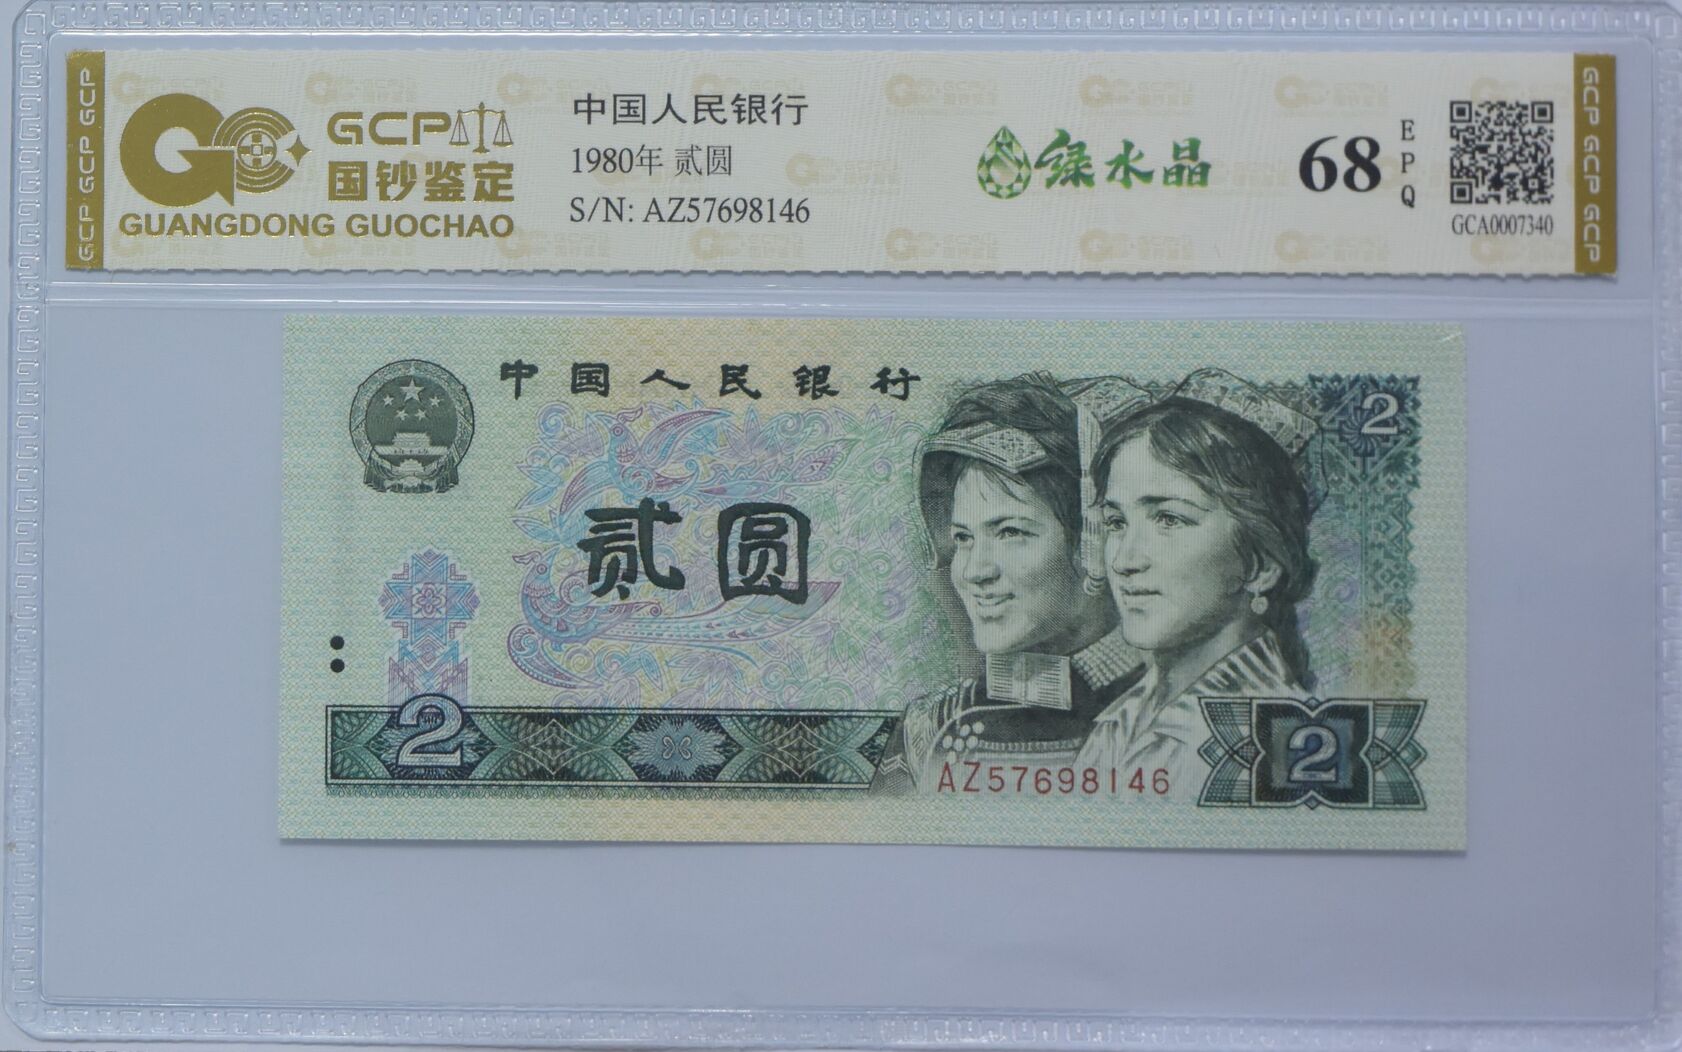 GCP
国钞鉴定
GUANGDONG GUOCHAO
中国人民银行
1980年 贰圆
S/N: AZ57698146
绿水晶
68
EPQ
GCA0007340
GCP GCP GCP
GCP GCP GCP
中国人民银行
2
贰圆
2
AZ57698146
2